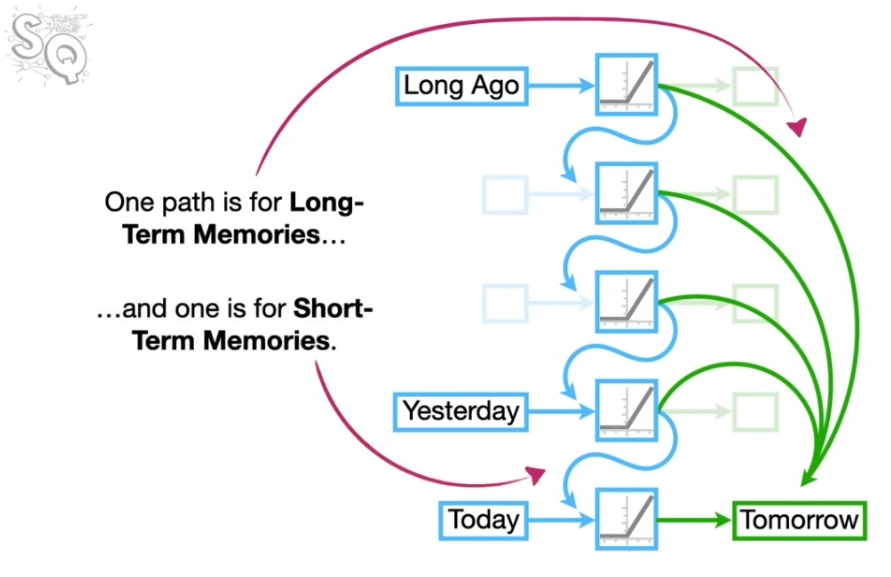 SQ
Long Ago
One path is for Long-
Term Memories…
…and one is for Short-
Term Memories.
Yesterday
Today
Tomorrow